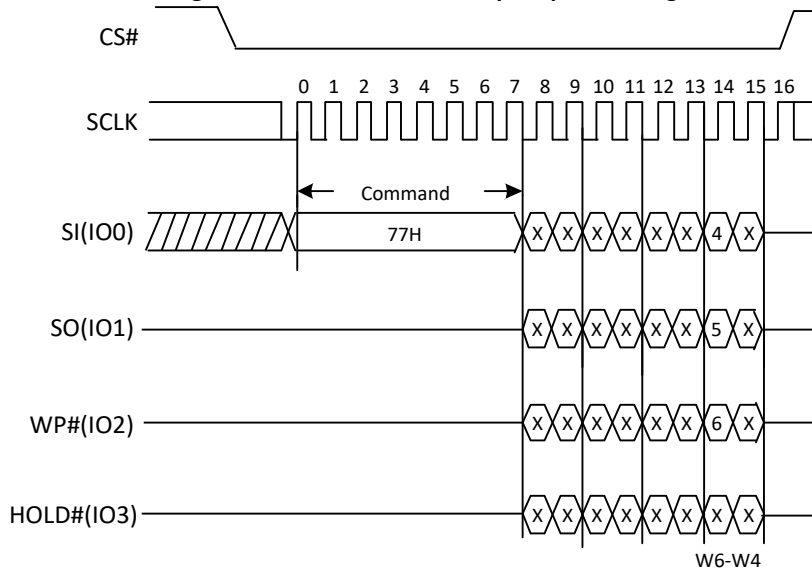 CS#
0 1 2 3 4 5 6 7 8 9 10 11 12 13 14 15 16
SCLK
Command
SI(IO0) 77H x x x x x x 4 x
SO(IO1) x x x x x x 5 x
WP#(IO2) x x x x x x 6 x
HOLD#(IO3) x x x x x x x x
W6-W4